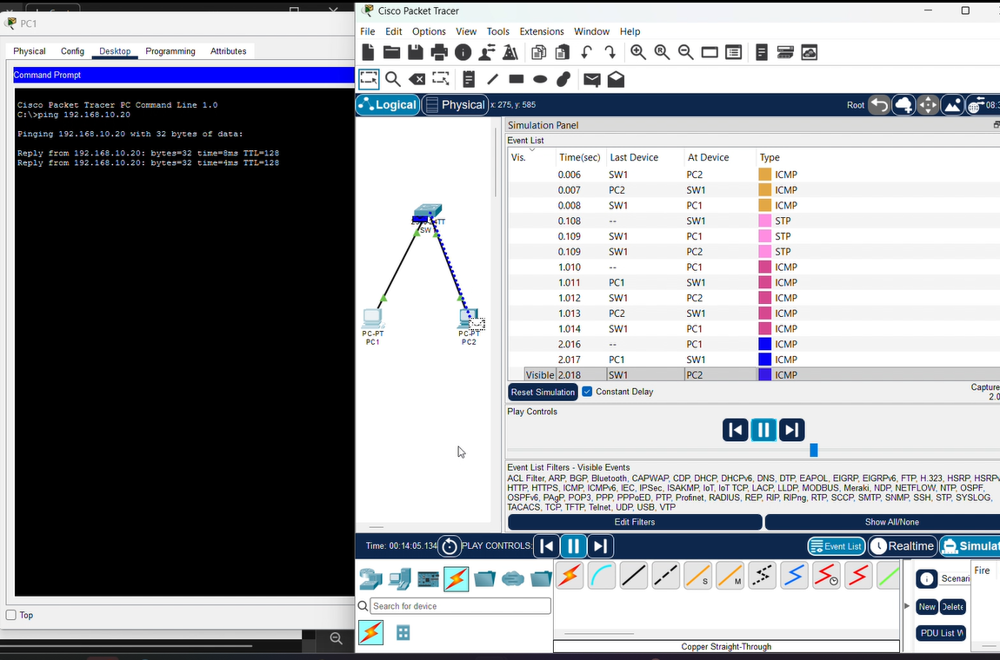 PC1
Physical Config Desktop Programming Attributes
Command Prompt
Cisco Packet Tracer PC Command Line 1.0
C:\>ping 192.168.10.20
Pinging 192.168.10.20 with 32 bytes of data:
Reply from 192.168.10.20: bytes=32 time=8ms TTL=128
Reply from 192.168.10.20: bytes=32 time=4ms TTL=128
Top
Cisco Packet Tracer
File Edit Options View Tools Extensions Window Help
Logical Physical x: 275, y: 585 Root 08:3
SW
PC-PT
PC1
PC-PT
PC2
Simulation Panel
Event List
Vis. Time(sec) Last Device At Device Type
0.006 SW1 PC2 ICMP
0.007 PC2 SW1 ICMP
0.008 SW1 PC1 ICMP
0.108 -- SW1 STP
0.109 SW1 PC1 STP
0.109 SW1 PC2 STP
1.010 -- PC1 ICMP
1.011 PC1 SW1 ICMP
1.012 SW1 PC2 ICMP
1.013 PC2 SW1 ICMP
1.014 SW1 PC1 ICMP
2.016 -- PC1 ICMP
2.017 PC1 SW1 ICMP
Visible 2.018 SW1 PC2 ICMP
Reset Simulation Constant Delay Capture
2.0
Play Controls
Event List Filters - Visible Events
ACL Filter, ARP, BGP, Bluetooth, CAPWAP, CDP, DHCP, DHCPv6, DNS, DTP, EAPOL, EIGRP, EIGRPv6, FTP, H.323, HSRP, HSRPv
HTTP, HTTPS, ICMP, ICMPv6, IEC, IPSec, ISAKMP, IoT, IoT TCP, LACP, LLDP, MODBUS, Meraki, NDP, NETFLOW, NTP, OSPF,
OSPFv6, PAgP, POP3, PPP, PPPoED, PTP, Profinet, RADIUS, REP, RIP, RIPng, RTP, SCCP, SMTP, SNMP, SSH, STP, SYSLOG,
TACACS, TCP, TFTP, Telnet, UDP, USB, VTP
Edit Filters Show All/None
Time: 00:14:05.134 PLAY CONTROLS: Event List Realtime Simulat
Search for device
S M
Copper Straight-Through
Scenari
New Delete
PDU List W
Fire